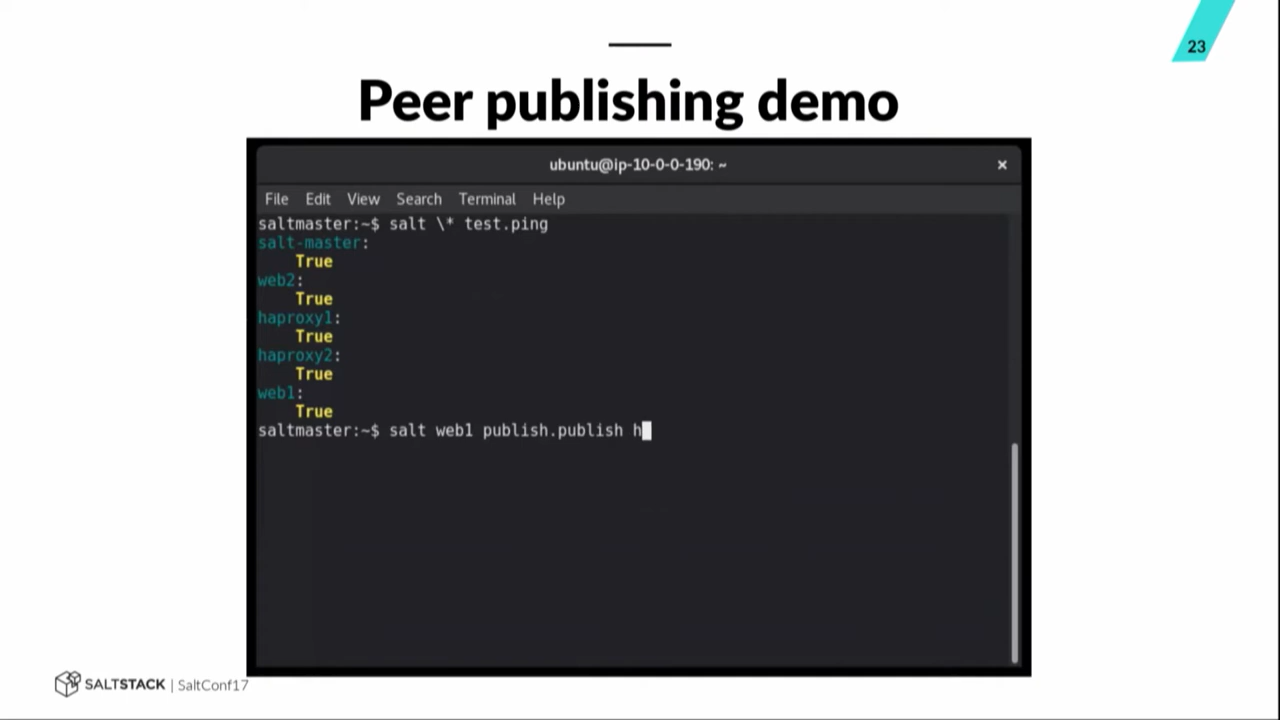 23
Peer publishing demo
ubuntu@ip-10-0-0-190: ~ ×
File Edit View Search Terminal Help
saltmaster:~$ salt \* test.ping
salt-master:
True
web2:
True
haproxy1:
True
haproxy2:
True
web1:
True
saltmaster:~$ salt web1 publish.publish h
SALTSTACK | SaltConf17